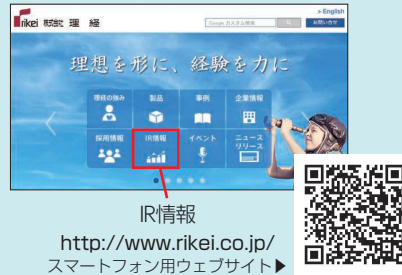 > English
rikei 株式会社 理 経
Google カスタム検索
お問い合わせ
理想を形に、経験を力に
理経の強み 製品 事例 企業情報
採用情報 IR情報 イベント ニュース
リリース
IR情報
http://www.rikei.co.jp/
スマートフォン用ウェブサイト▶